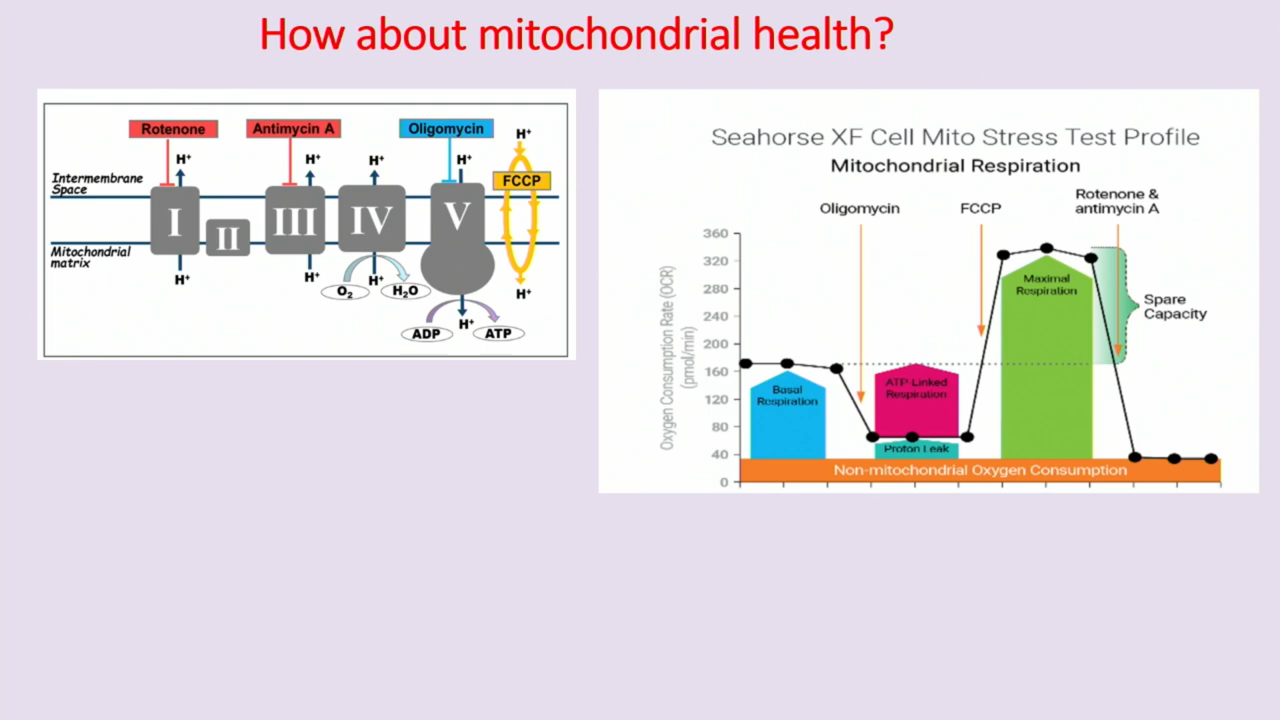 How about mitochondrial health?
Rotenone
Antimycin A
Oligomycin
H⁺
H⁺
H⁺
H⁺
H⁺
FCCP
Intermembrane
Space
I
II
III
IV
V
Mitochondrial
matrix
H⁺
H⁺
H⁺
H⁺
O₂
H₂O
H⁺
ADP
ATP
Seahorse XF Cell Mito Stress Test Profile
Mitochondrial Respiration
Oligomycin
FCCP
Rotenone &
antimycin A
Oxygen Consumption Rate (OCR)
(pmol/min)
360
320
280
240
200
160
120
80
40
0
Basal
Respiration
ATP-Linked
Respiration
Proton Leak
Maximal
Respiration
Spare
Capacity
Non-mitochondrial Oxygen Consumption